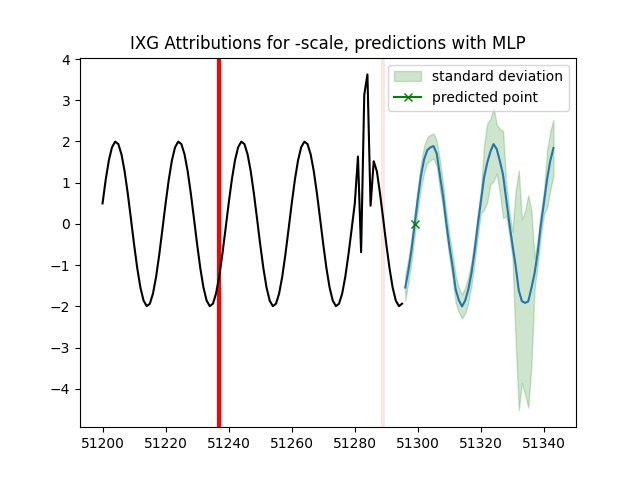 IXG Attributions for -scale, predictions with MLP
standard deviation
predicted point
4
3
2
1
0
−1
−2
−3
−4
51200 51220 51240 51260 51280 51300 51320 51340